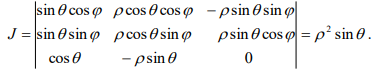 J = | sin θ cos φ   ρ cos θ cos φ   − ρ sin θ sin φ |
| sin θ sin φ   ρ cos θ sin φ   ρ sin θ cos φ | = ρ² sin θ .
| cos θ   − ρ sin θ   0 |